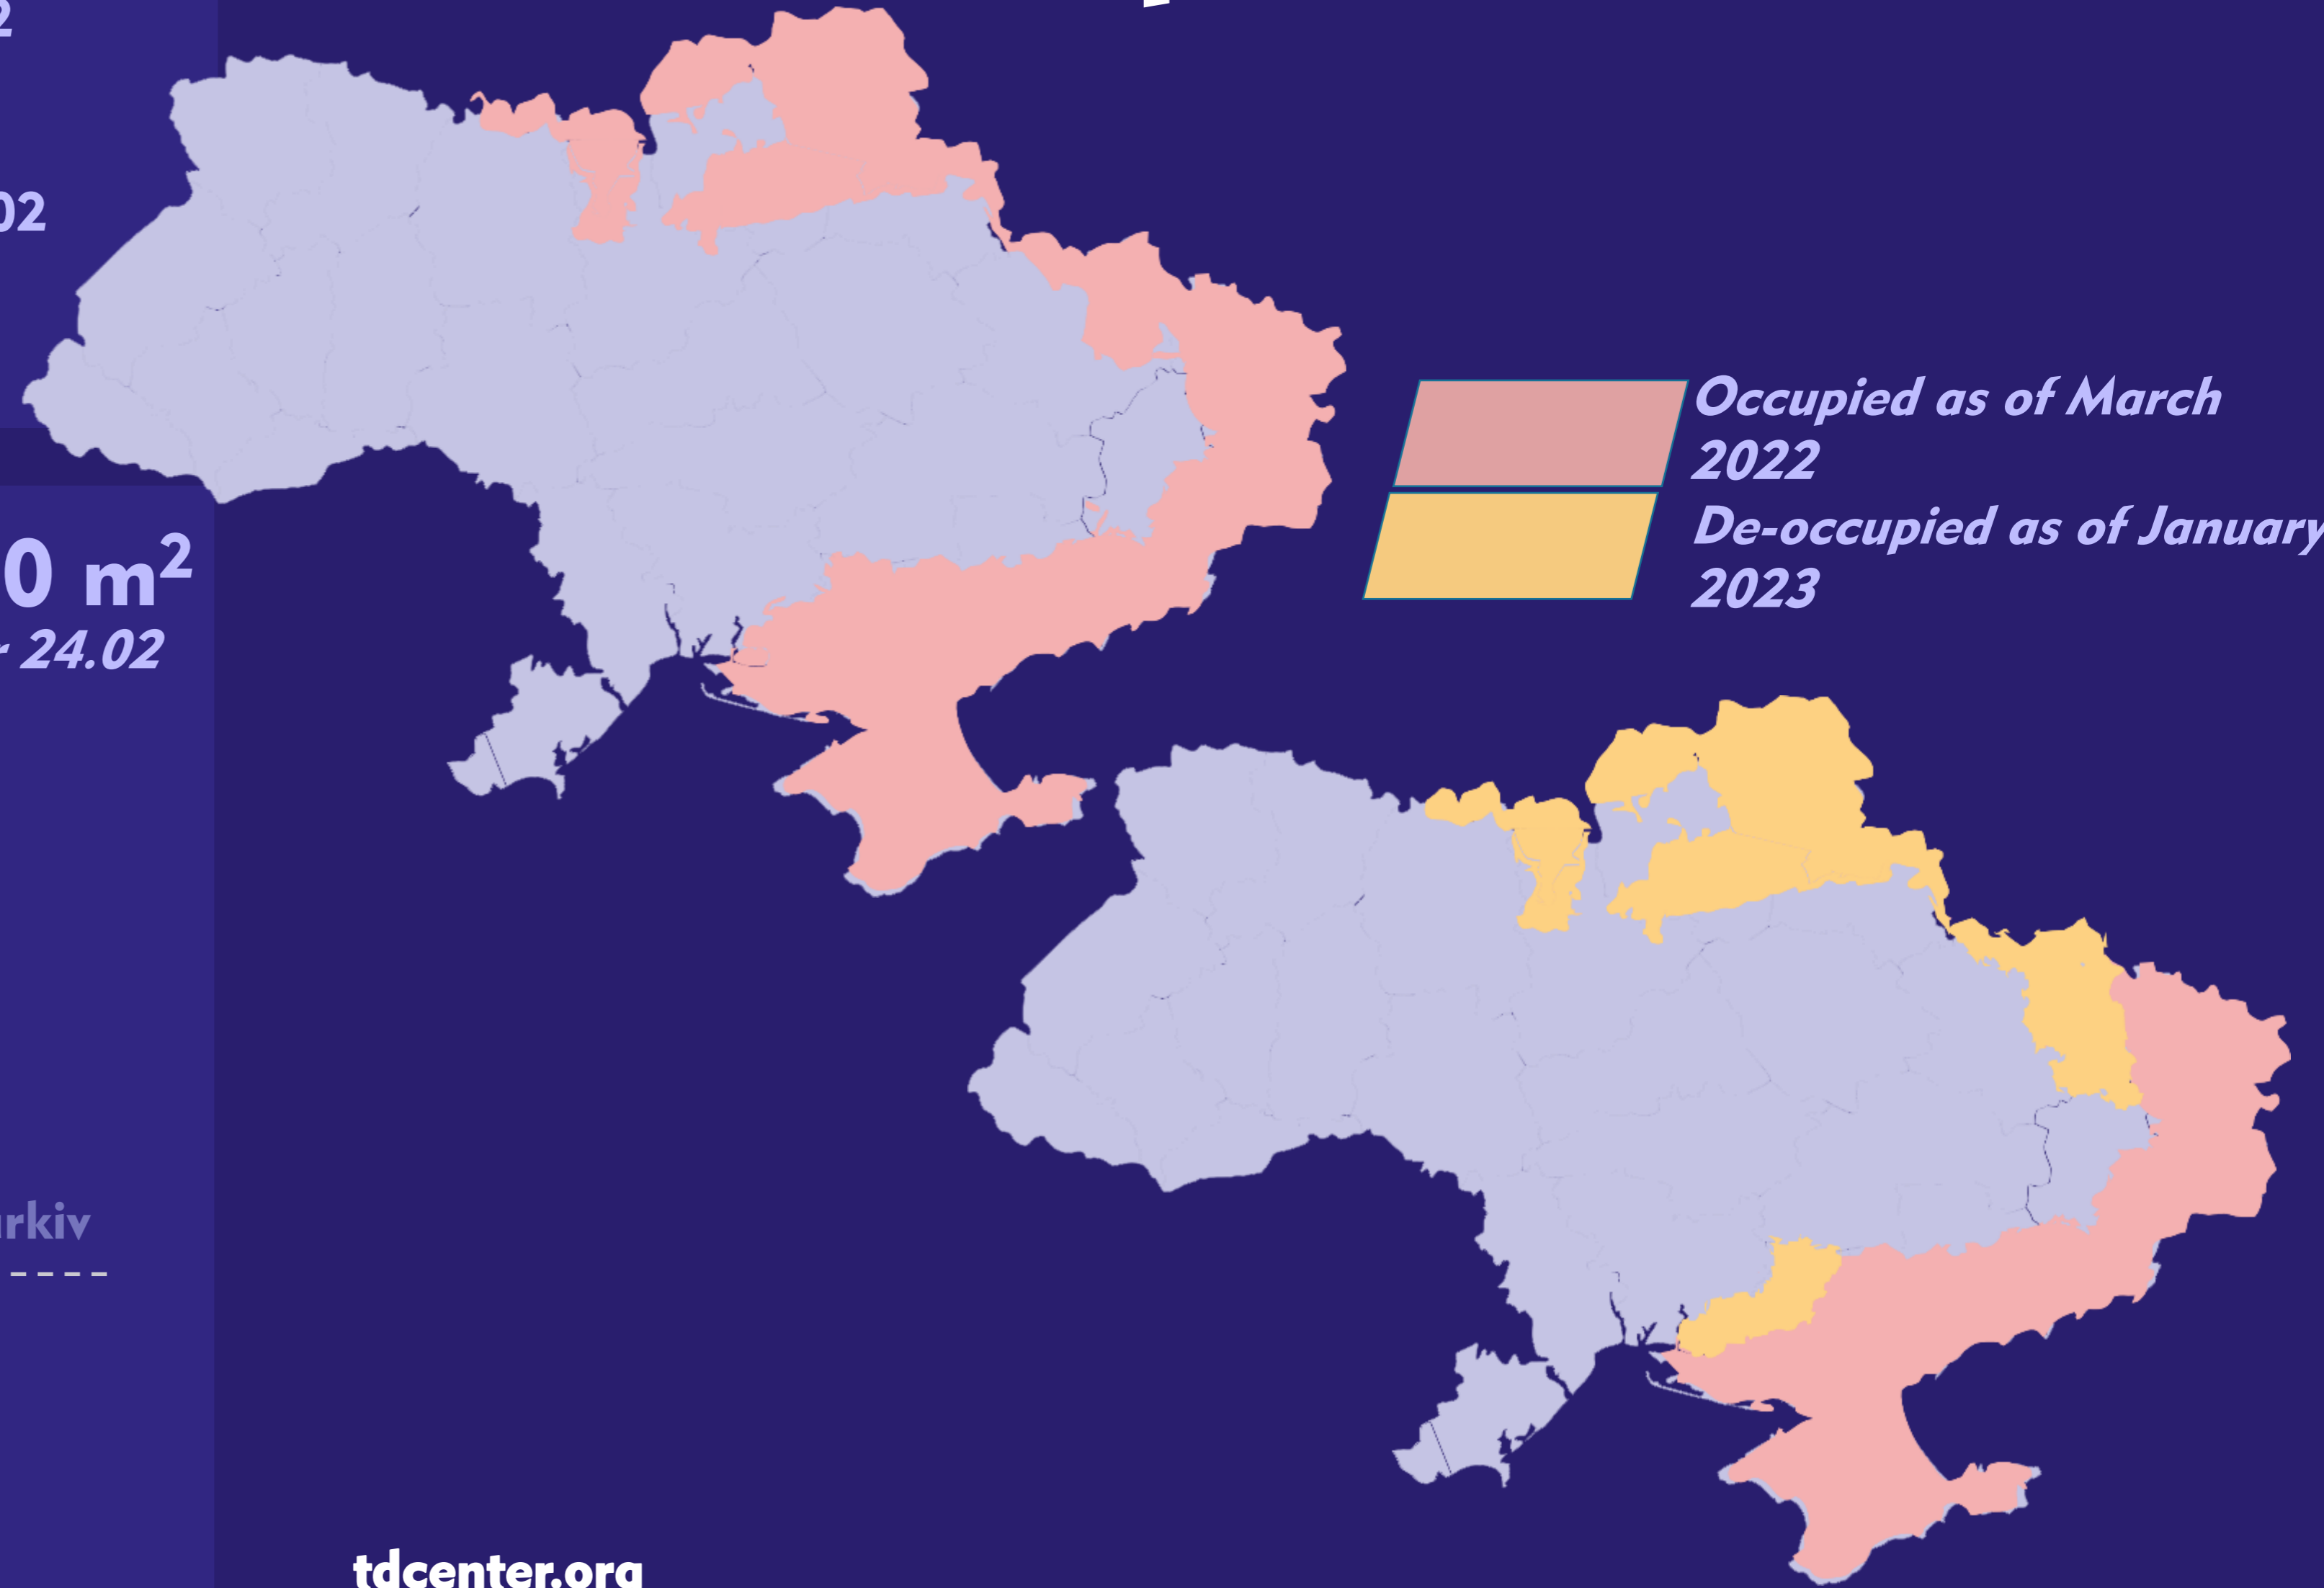 02
0 m²
r 24.02
rkiv
Occupied as of March
2022
De-occupied as of January
2023
tdcenter.org